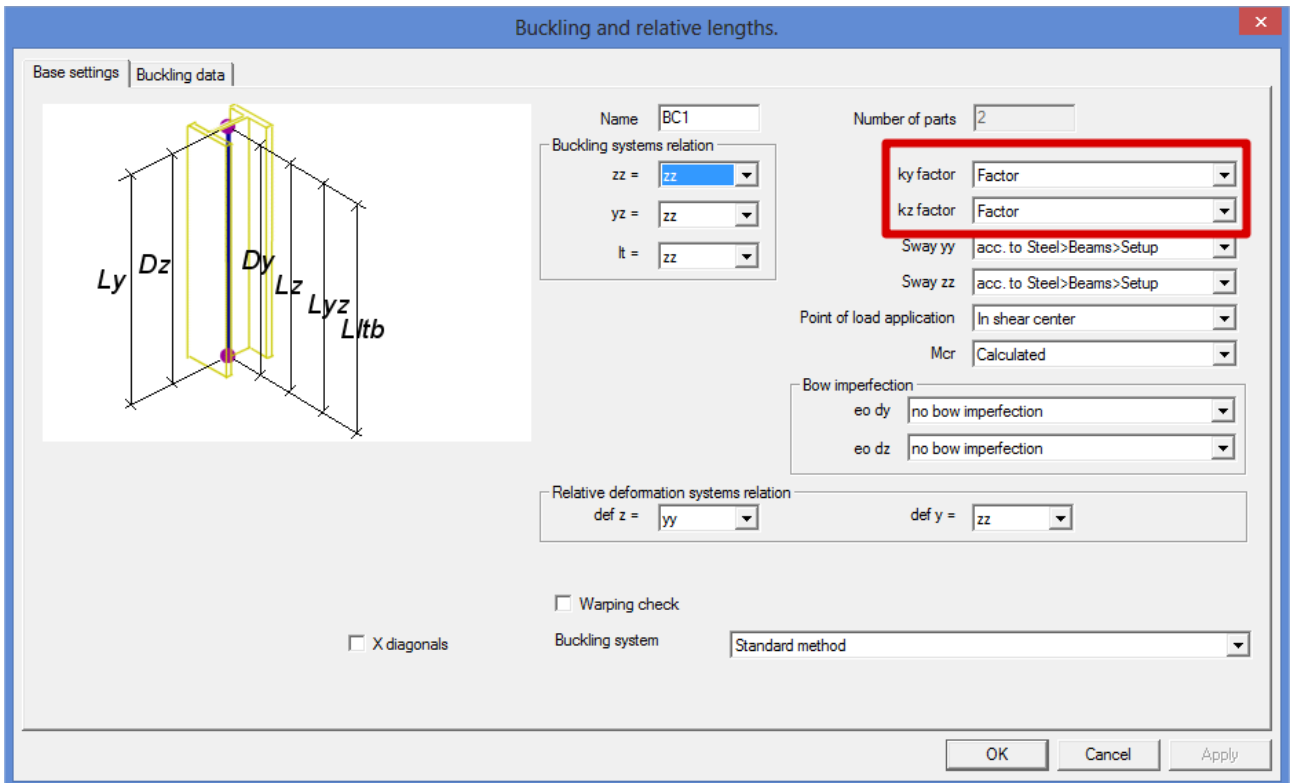 Buckling and relative lengths.
Base settings
Buckling data
Ly
Dz
Dy
Lz
Lyz
Lltb
Name BC1
Number of parts 2
Buckling systems relation
zz = zz
yz = zz
lt = zz
ky factor Factor
kz factor Factor
Sway yy acc. to Steel>Beams>Setup
Sway zz acc. to Steel>Beams>Setup
Point of load application In shear center
Mcr Calculated
Bow imperfection
eo dy no bow imperfection
eo dz no bow imperfection
Relative deformation systems relation
def z = yy
def y = zz
Warping check
X diagonals
Buckling system Standard method
OK
Cancel
Apply